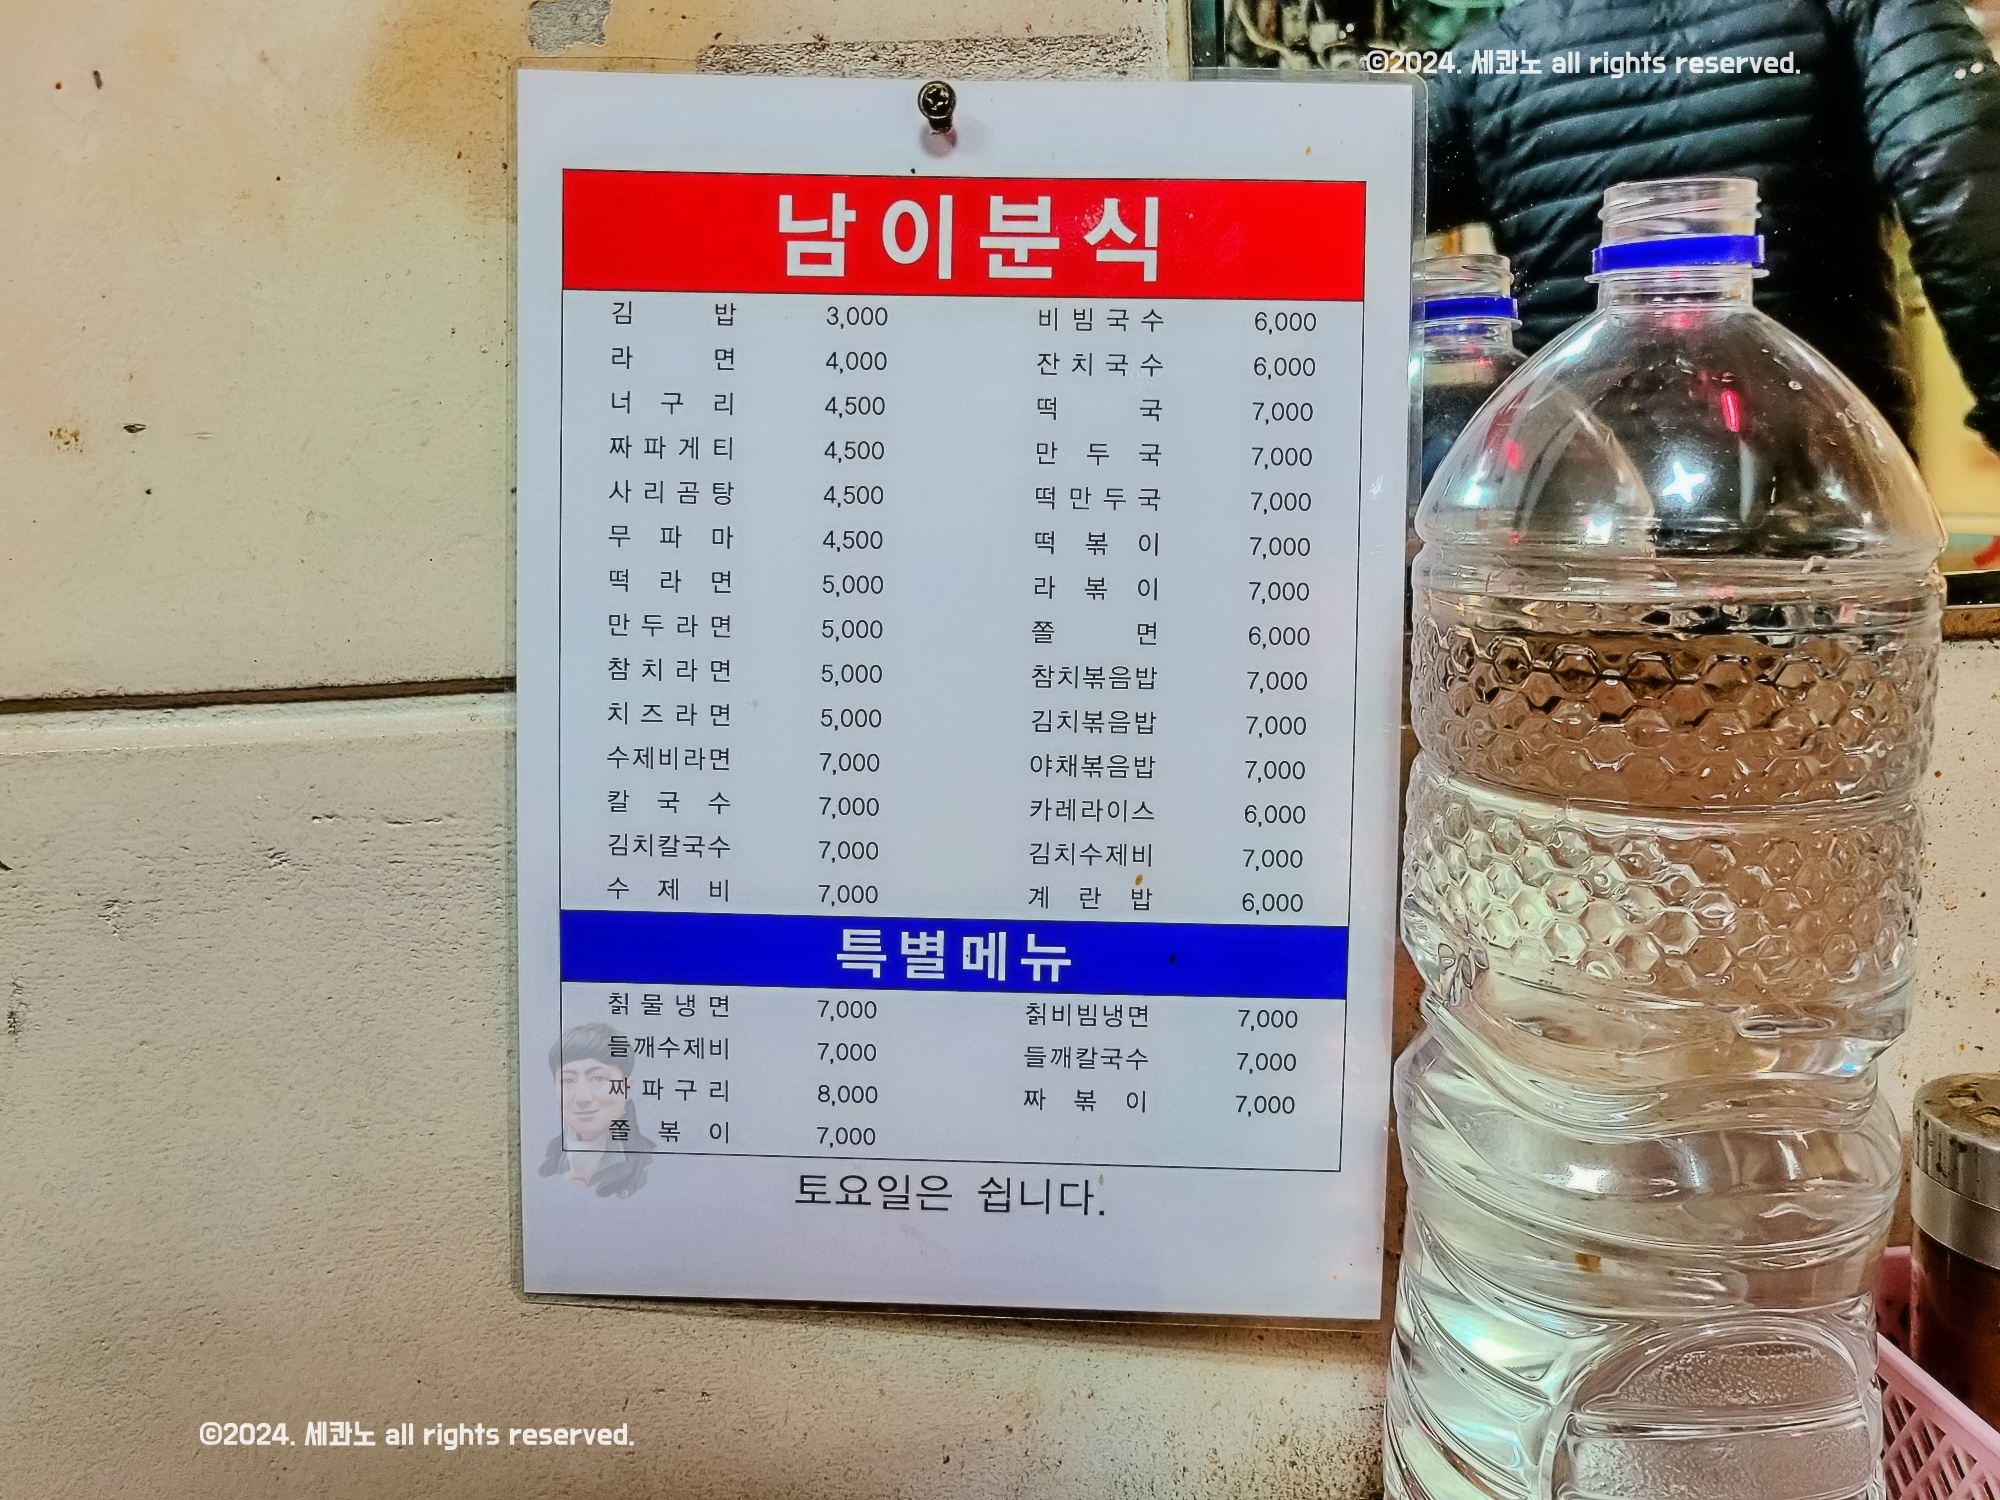 ©2024. 세콰노 all rights reserved.
남이분식
김밥 3,000 비빔국수 6,000
라면 4,000 잔치국수 6,000
너구리 4,500 떡국 7,000
짜파게티 4,500 만두국 7,000
사리곰탕 4,500 떡만두국 7,000
무파마 4,500 떡볶이 7,000
떡라면 5,000 라볶이 7,000
만두라면 5,000 쫄면 6,000
참치라면 5,000 참치볶음밥 7,000
치즈라면 5,000 김치볶음밥 7,000
수제비라면 7,000 야채볶음밥 7,000
칼국수 7,000 카레라이스 6,000
김치칼국수 7,000 김치수제비 7,000
수제비 7,000 계란밥 6,000
특별메뉴
칡물냉면 7,000 칡비빔냉면 7,000
들깨수제비 7,000 들깨칼국수 7,000
짜파구리 8,000 짜볶이 7,000
쫄볶이 7,000
토요일은 쉽니다.
©2024. 세콰노 all rights reserved.